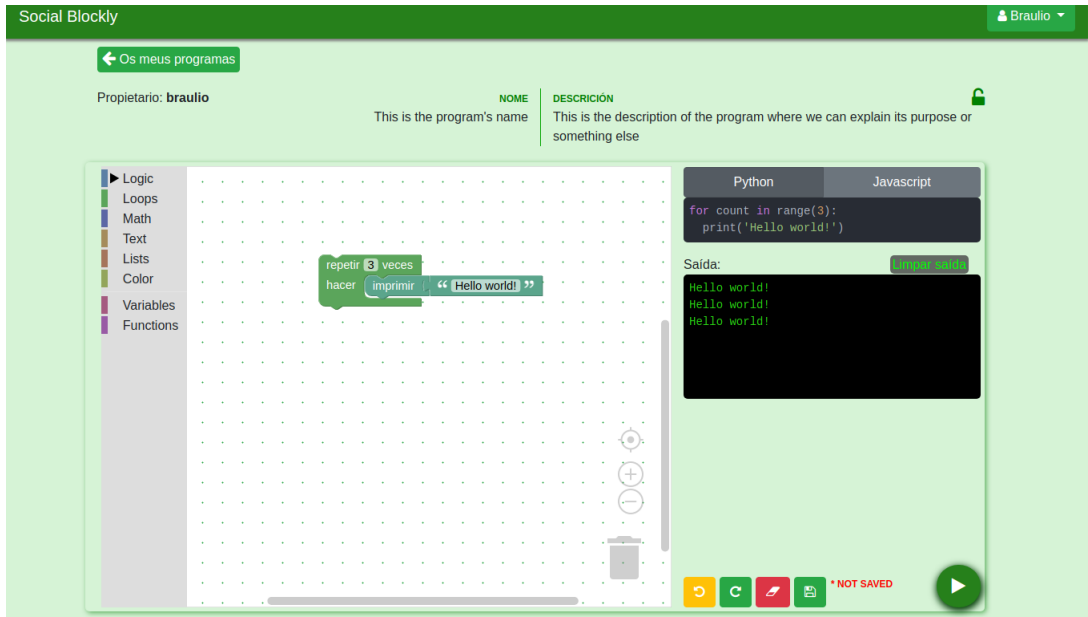 Social Blockly
Braulio
Os meus programas
Propietario: braulio
NOME
This is the program's name
DESCRICIÓN
This is the description of the program where we can explain its purpose or
something else
Logic
Loops
Math
Text
Lists
Color
Variables
Functions
repetir 3 veces
hacer imprimir “ Hello world! ”
Python
Javascript
for count in range(3):
  print('Hello world!')
Saída:
Limpar saída
Hello world!
Hello world!
Hello world!
* NOT SAVED